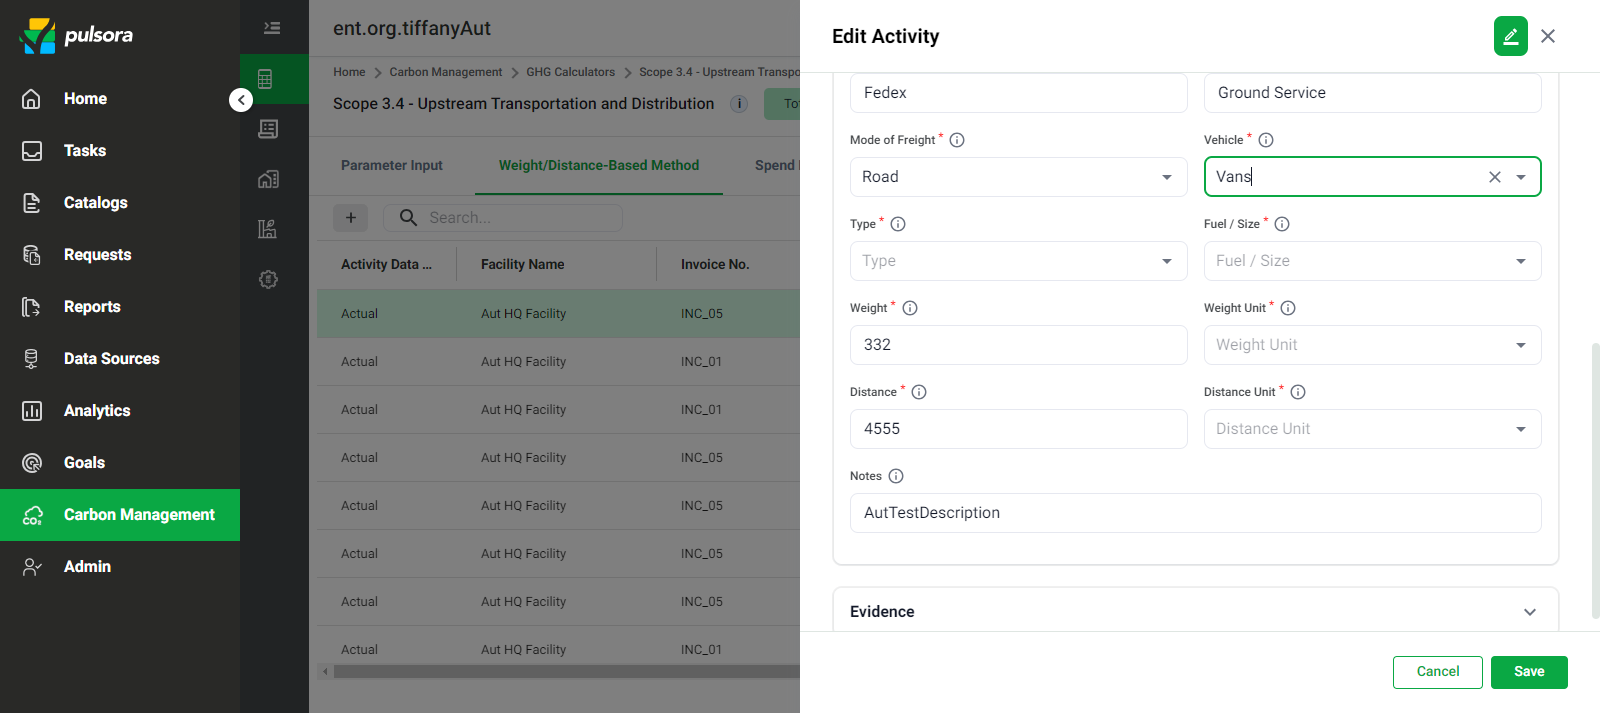 pulsora
Home
Tasks
Catalogs
Requests
Reports
Data Sources
Analytics
Goals
Carbon Management
Admin
ent.org.tiffanyAut
Home > Carbon Management > GHG Calculators > Scope 3.4 - Upstream Transpo
Scope 3.4 - Upstream Transportation and Distribution i To
Parameter Input Weight/Distance-Based Method Spend
+ Search...
Activity Data ... Facility Name Invoice No.
Actual Aut HQ Facility INC_05
Actual Aut HQ Facility INC_01
Actual Aut HQ Facility INC_01
Actual Aut HQ Facility INC_05
Actual Aut HQ Facility INC_05
Actual Aut HQ Facility INC_05
Actual Aut HQ Facility INC_05
Actual Aut HQ Facility INC_01
Edit Activity
Fedex Ground Service
Mode of Freight * Vehicle *
Road Vans
Type * Fuel / Size *
Type Fuel / Size
Weight * Weight Unit *
332 Weight Unit
Distance * Distance Unit *
4555 Distance Unit
Notes
AutTestDescription
Evidence
Cancel Save